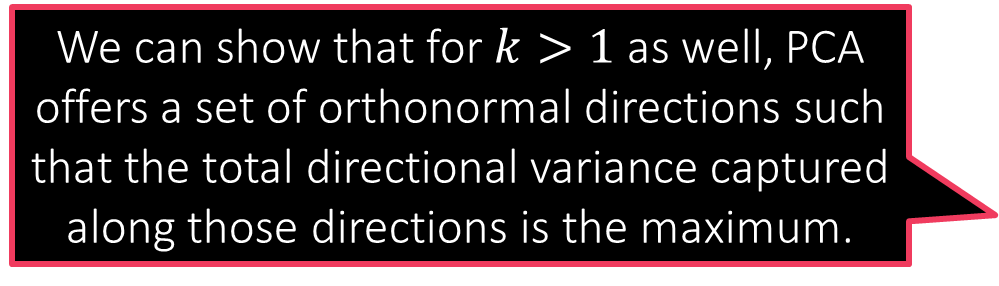 We can show that for k > 1 as well, PCA
offers a set of orthonormal directions such
that the total directional variance captured
along those directions is the maximum.